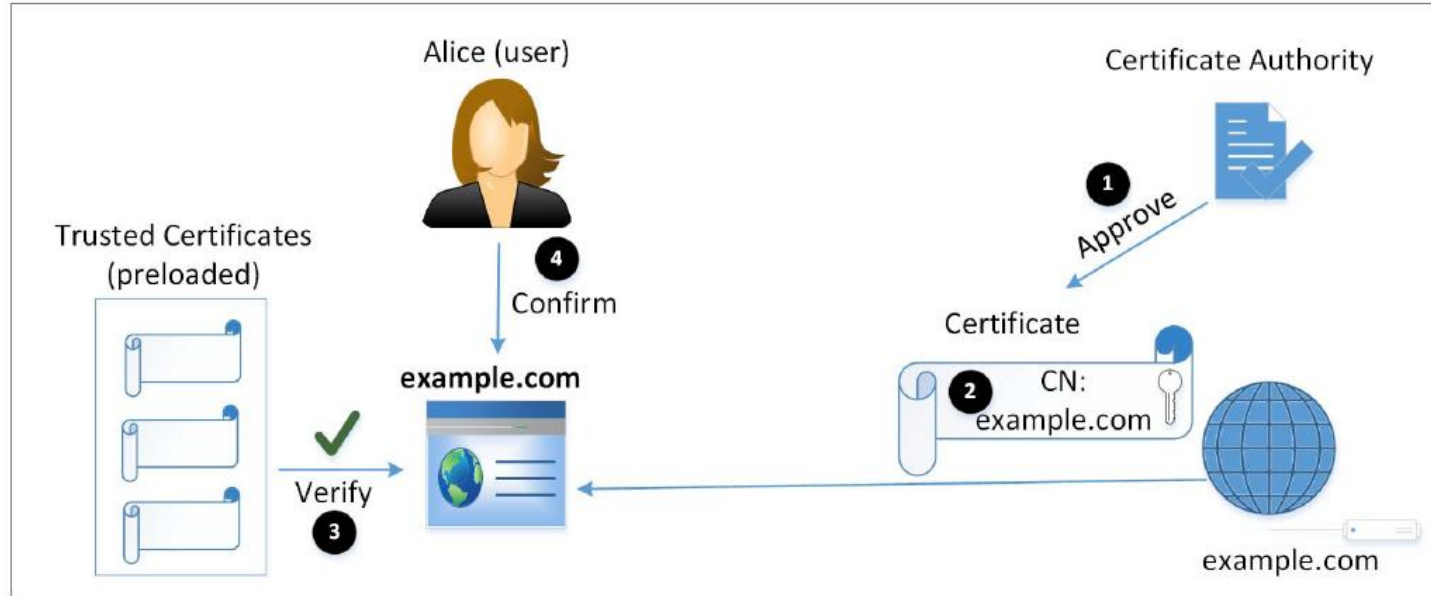 Alice (user)
Certificate Authority
1
Approve
Trusted Certificates
(preloaded)
4
Confirm
Certificate
example.com
2
CN:
example.com
Verify
3
example.com